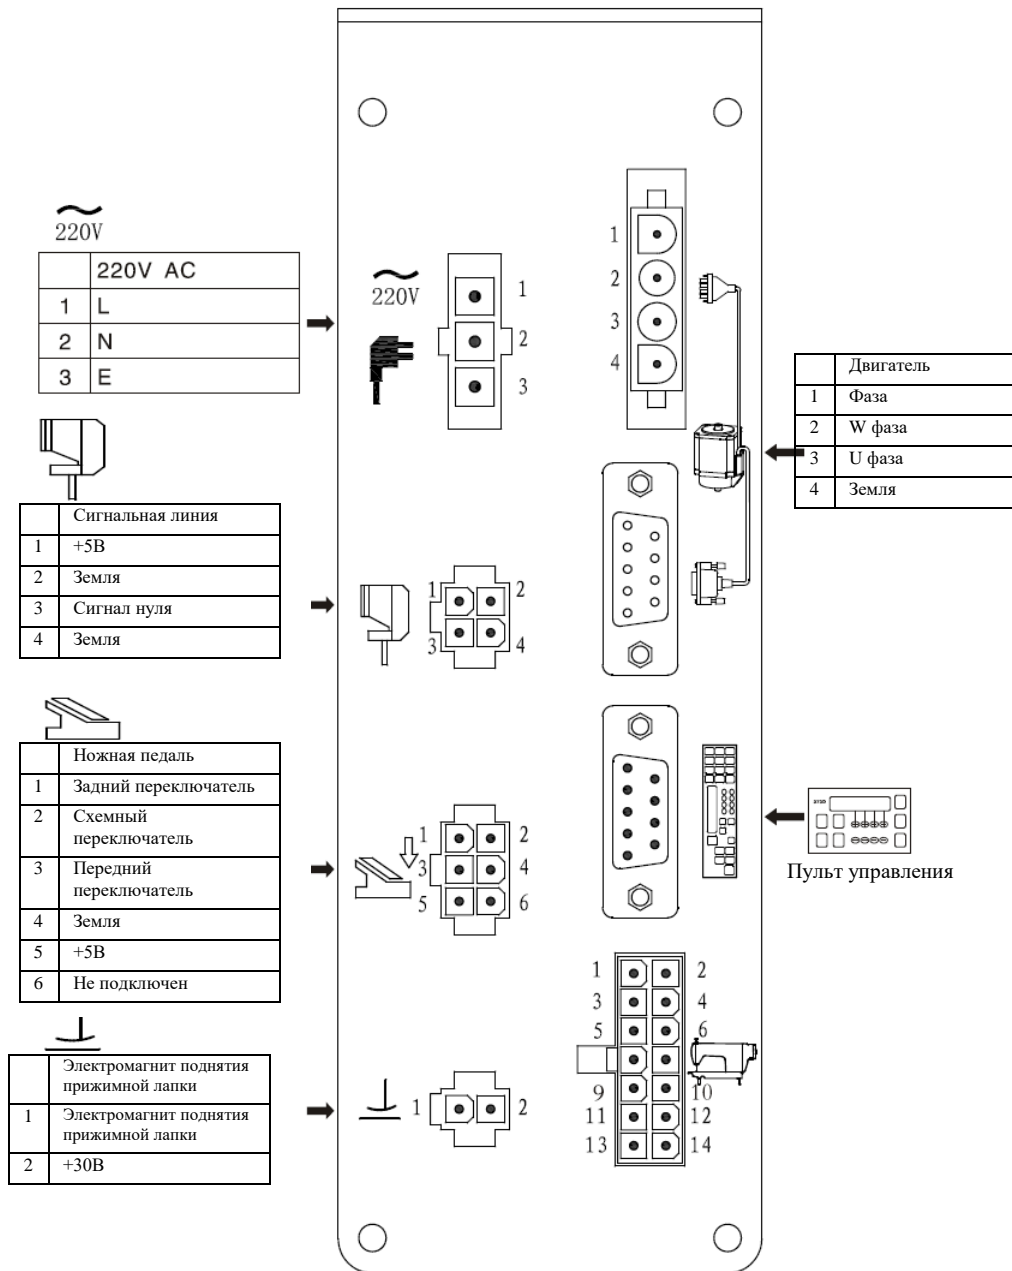 220V
220V AC
1 L
2 N
3 E
220V
1
2
3
1
2
3
4
Двигатель
1 Фаза
2 W фаза
3 U фаза
4 Земля
Сигнальная линия
1 +5В
2 Земля
3 Сигнал нуля
4 Земля
1 2
3 4
Ножная педаль
1 Задний переключатель
2 Схемный
переключатель
3 Передний
переключатель
4 Земля
5 +5В
6 Не подключен
1 2
3 4
5 6
Пульт управления
Электромагнит поднятия
прижимной лапки
1 Электромагнит поднятия
прижимной лапки
2 +30В
1 2
1 2
3 4
5 6
9 10
11 12
13 14